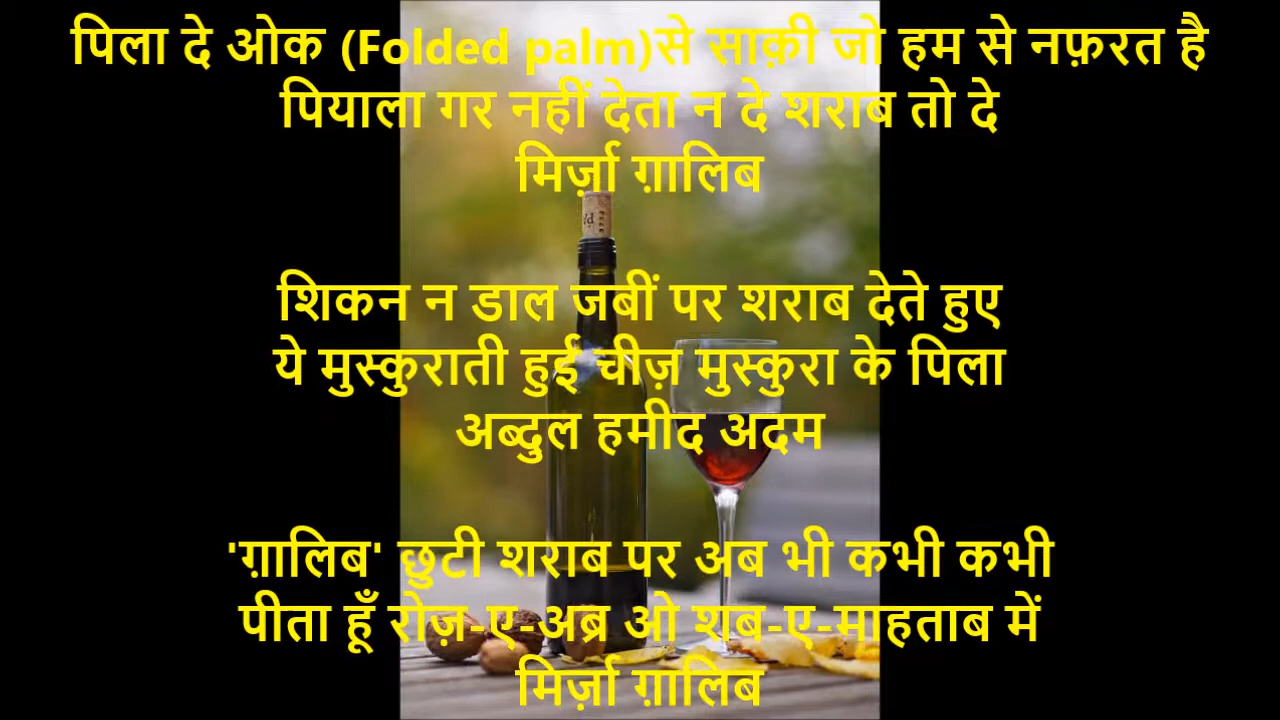 पिला दे ओक (Folded palm)से साक़ी जो हम से नफ़रत है
पियाला गर नहीं देता न दे शराब तो दे
मिर्ज़ा ग़ालिब
शिकन न डाल जबीं पर शराब देते हुए
ये मुस्कुराती हुई चीज़ मुस्कुरा के पिला
अब्दुल हमीद अदम
'ग़ालिब' छुटी शराब पर अब भी कभी कभी
पीता हूँ रोज़-ए-अब्र ओ शब-ए-माहताब में
मिर्ज़ा ग़ालिब